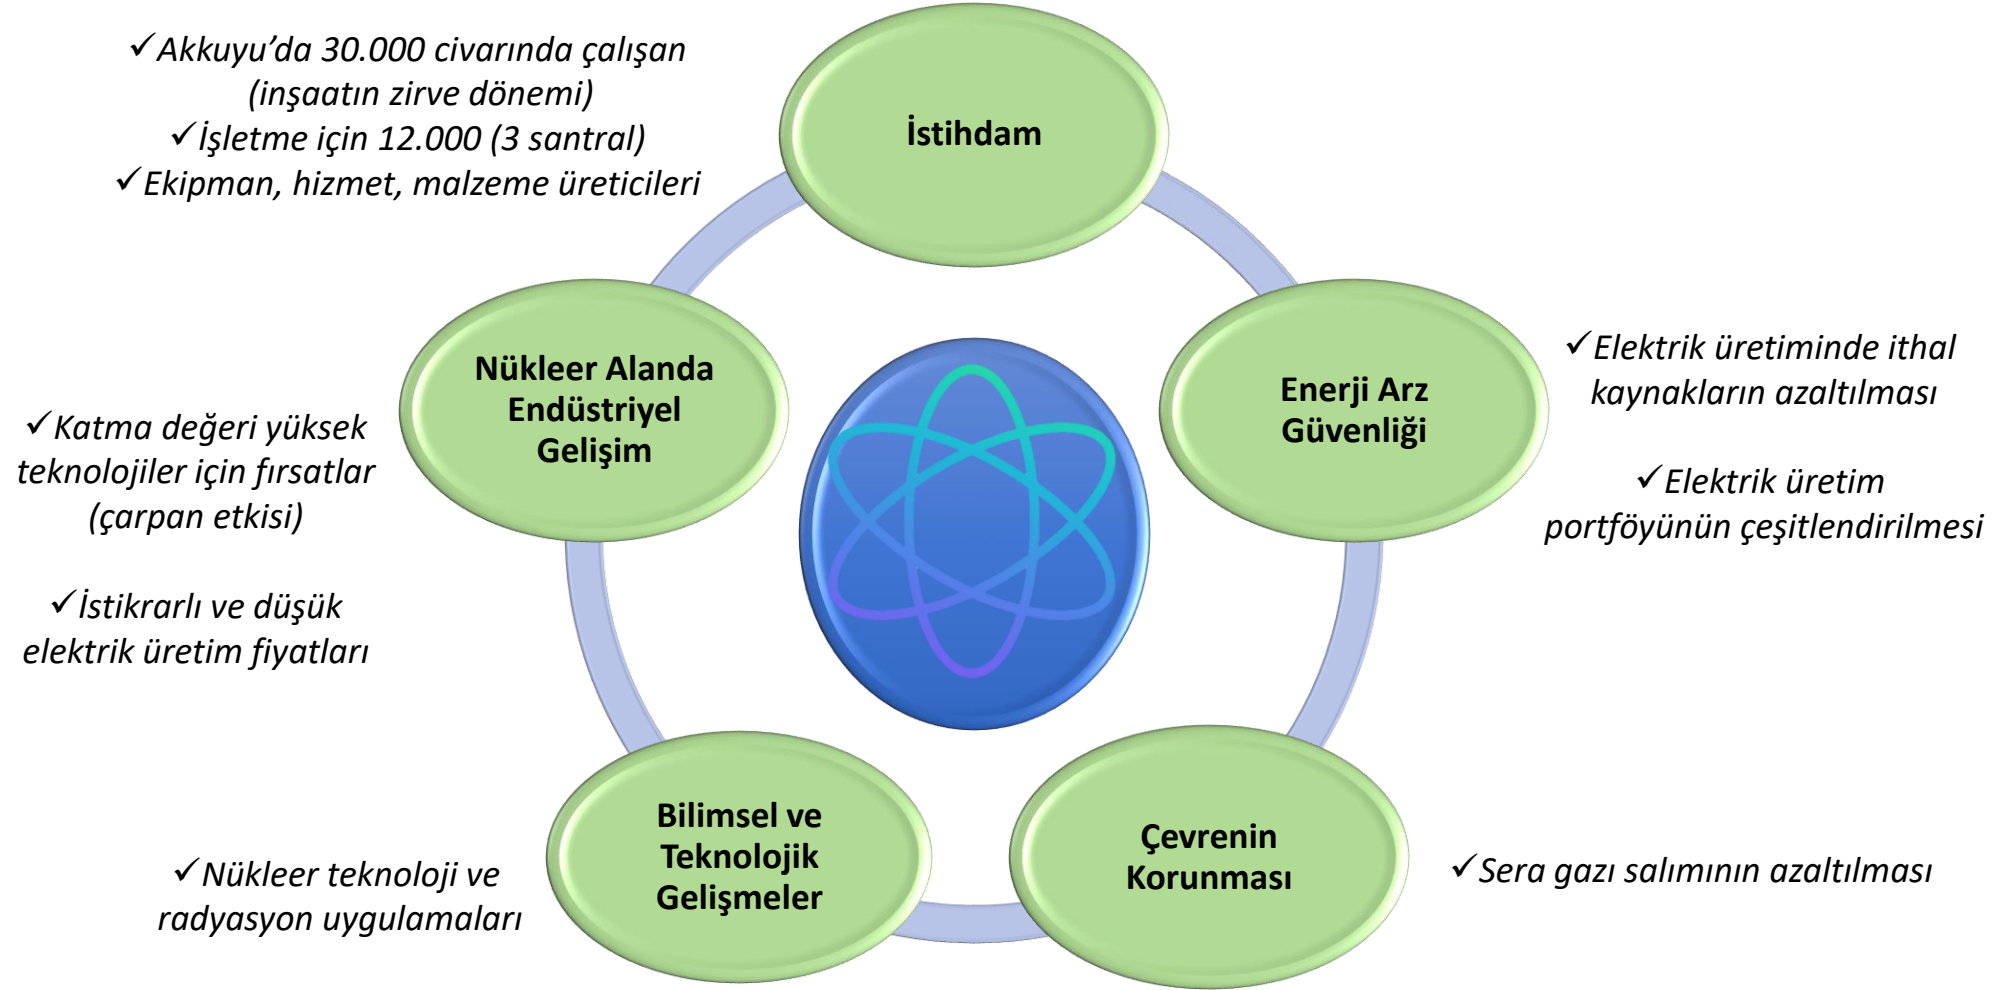 ✓Akkuyu’da 30.000 civarında çalışan
(inşaatın zirve dönemi)
✓İşletme için 12.000 (3 santral)
✓Ekipman, hizmet, malzeme üreticileri
İstihdam
Nükleer Alanda
Endüstriyel
Gelişim
✓Katma değeri yüksek
teknolojiler için fırsatlar
(çarpan etkisi)
✓İstikrarlı ve düşük
elektrik üretim fiyatları
Enerji Arz
Güvenliği
✓Elektrik üretiminde ithal
kaynakların azaltılması
✓Elektrik üretim
portföyünün çeşitlendirilmesi
Bilimsel ve
Teknolojik
Gelişmeler
✓Nükleer teknoloji ve
radyasyon uygulamaları
Çevrenin
Korunması
✓Sera gazı salımının azaltılması